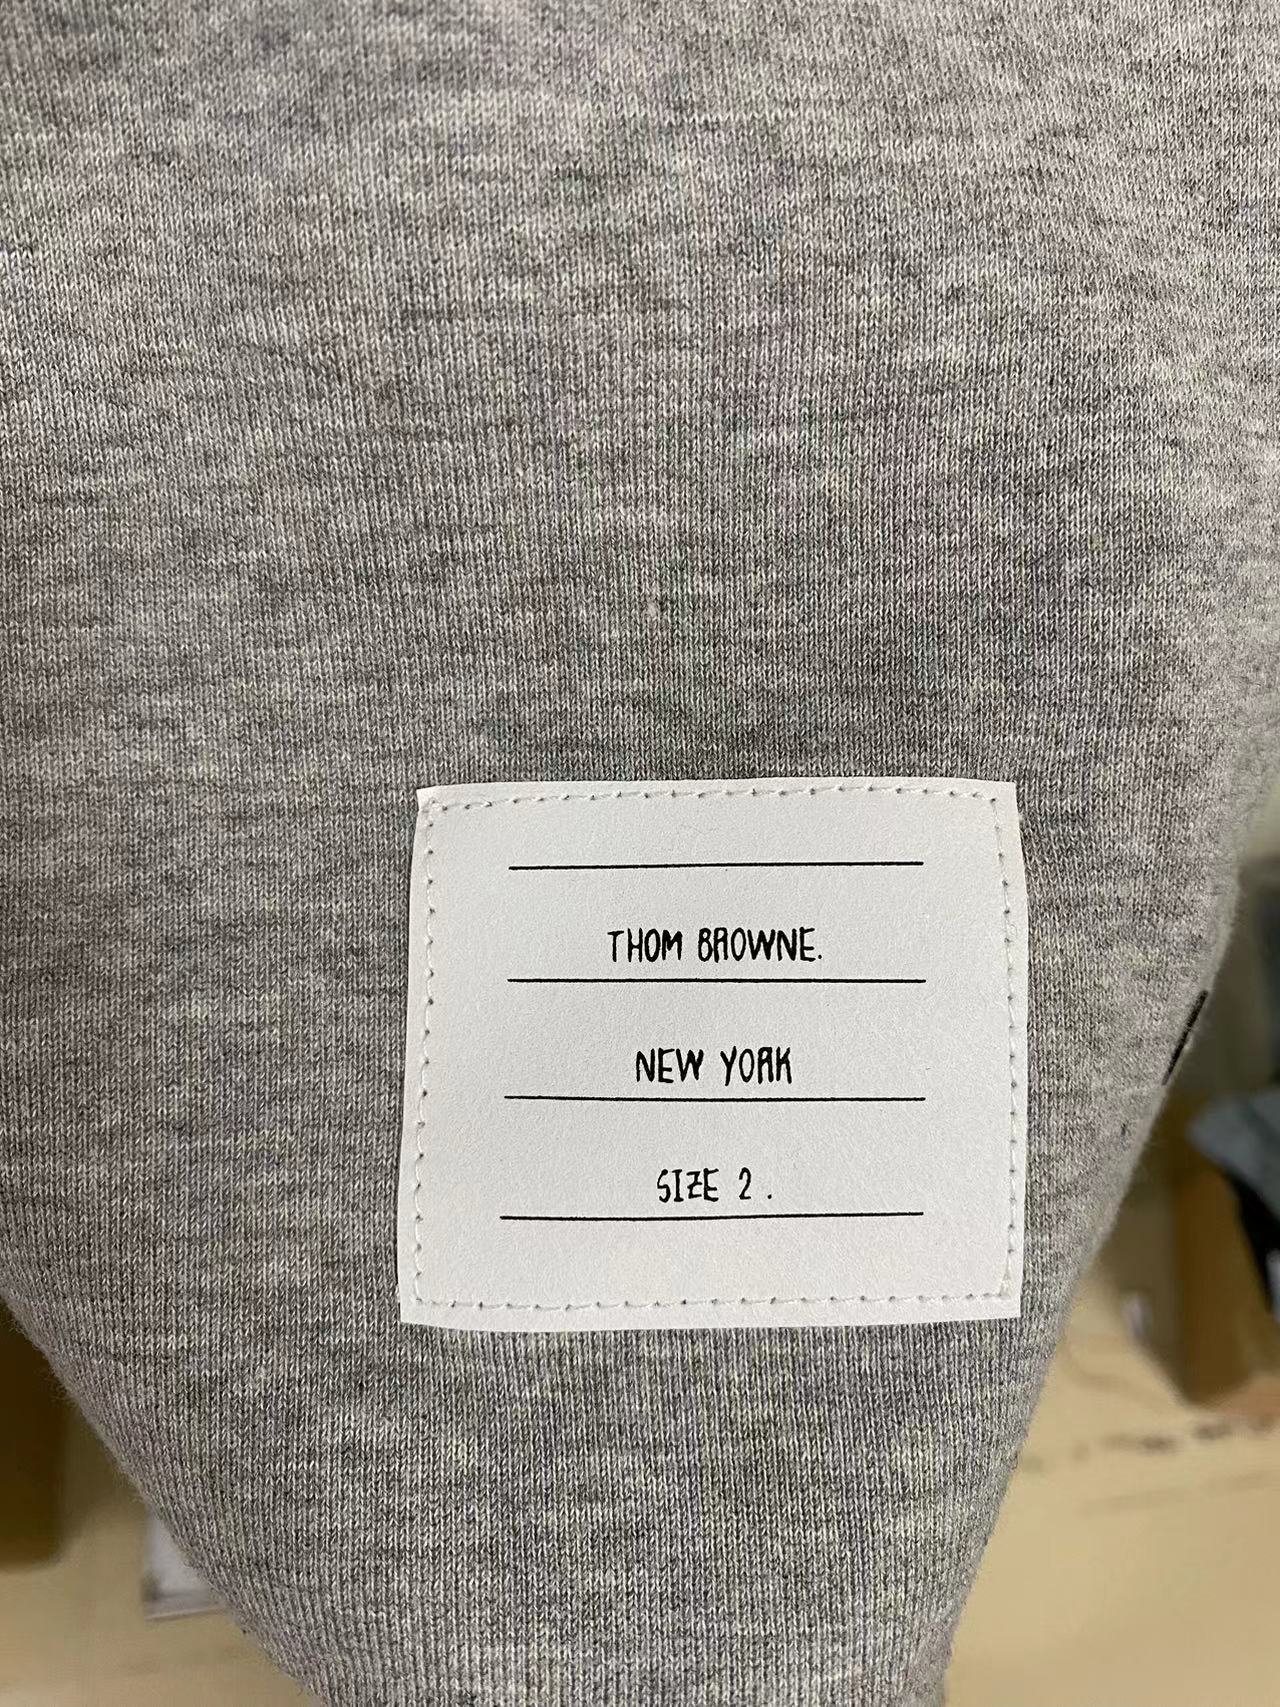 THOM BROWNE.
NEW YORK
SIZE 2.